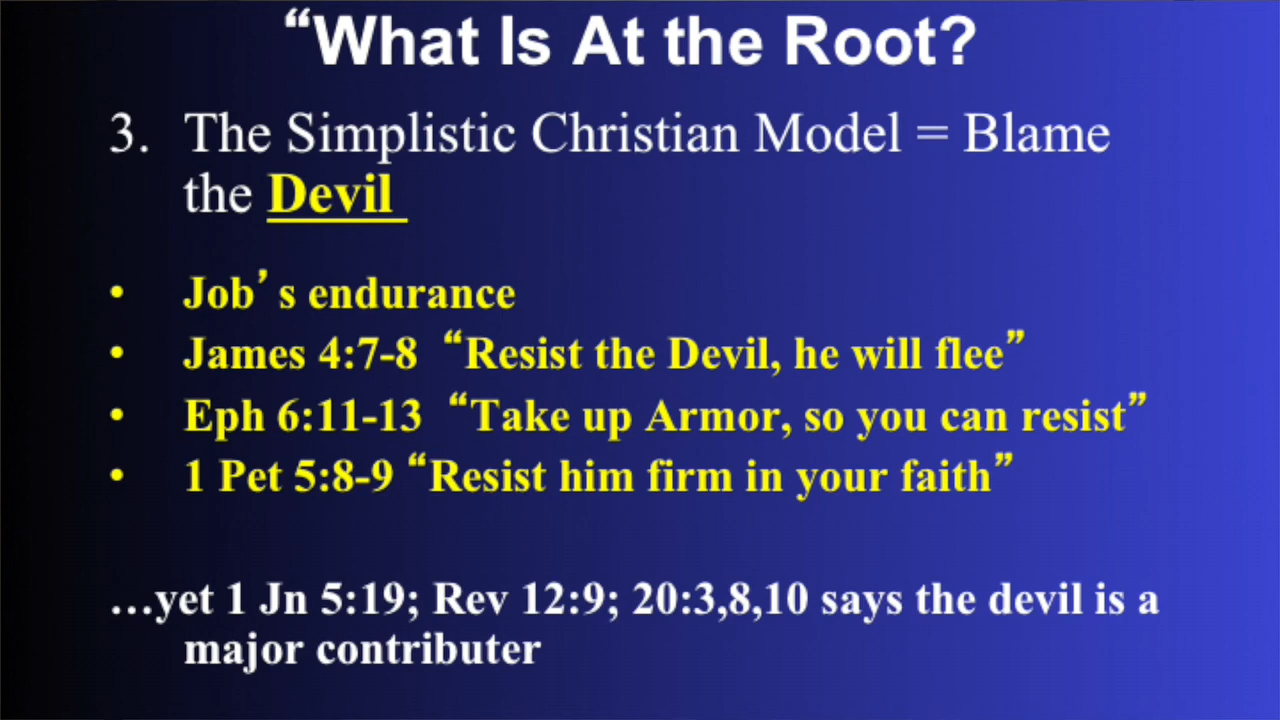 “What Is At the Root?
3. The Simplistic Christian Model = Blame
the Devil
• Job’s endurance
• James 4:7-8 “Resist the Devil, he will flee”
• Eph 6:11-13 “Take up Armor, so you can resist”
• 1 Pet 5:8-9 “Resist him firm in your faith”
…yet 1 Jn 5:19; Rev 12:9; 20:3,8,10 says the devil is a
major contributer